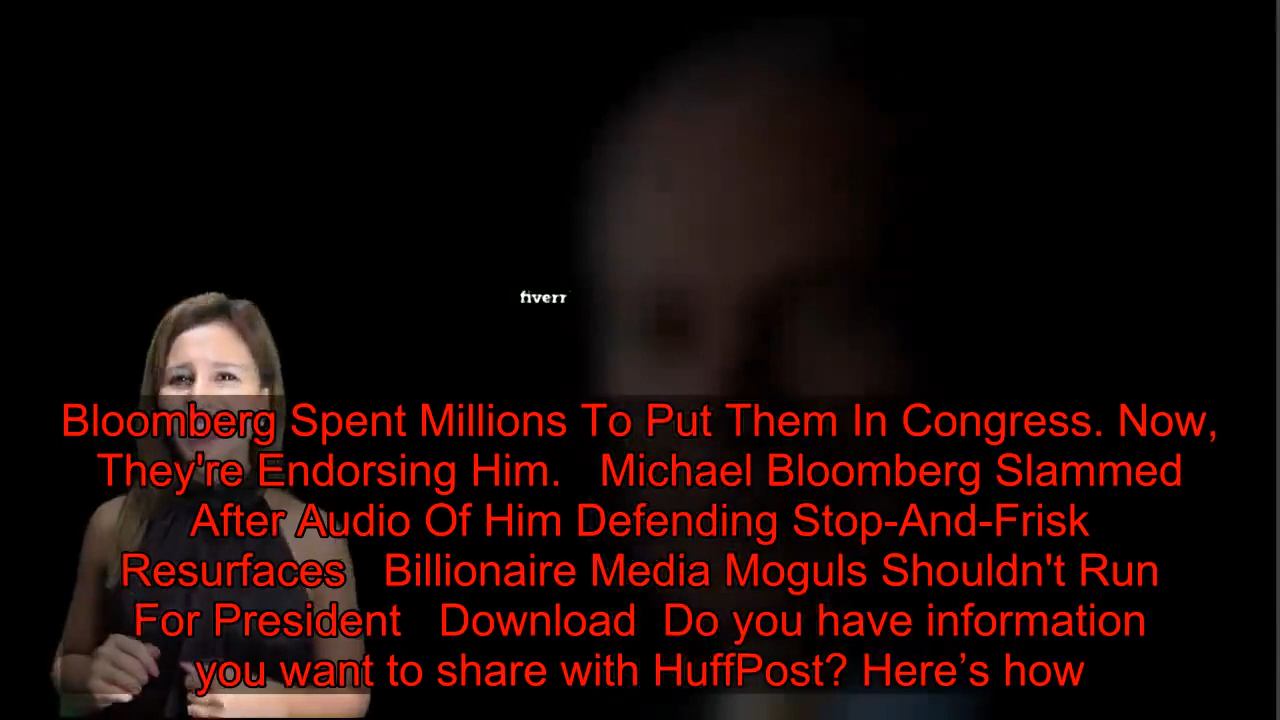 fiverr
Bloomberg Spent Millions To Put Them In Congress. Now,
They're Endorsing Him. Michael Bloomberg Slammed
After Audio Of Him Defending Stop-And-Frisk
Resurfaces Billionaire Media Moguls Shouldn't Run
For President Download Do you have information
you want to share with HuffPost? Here’s how